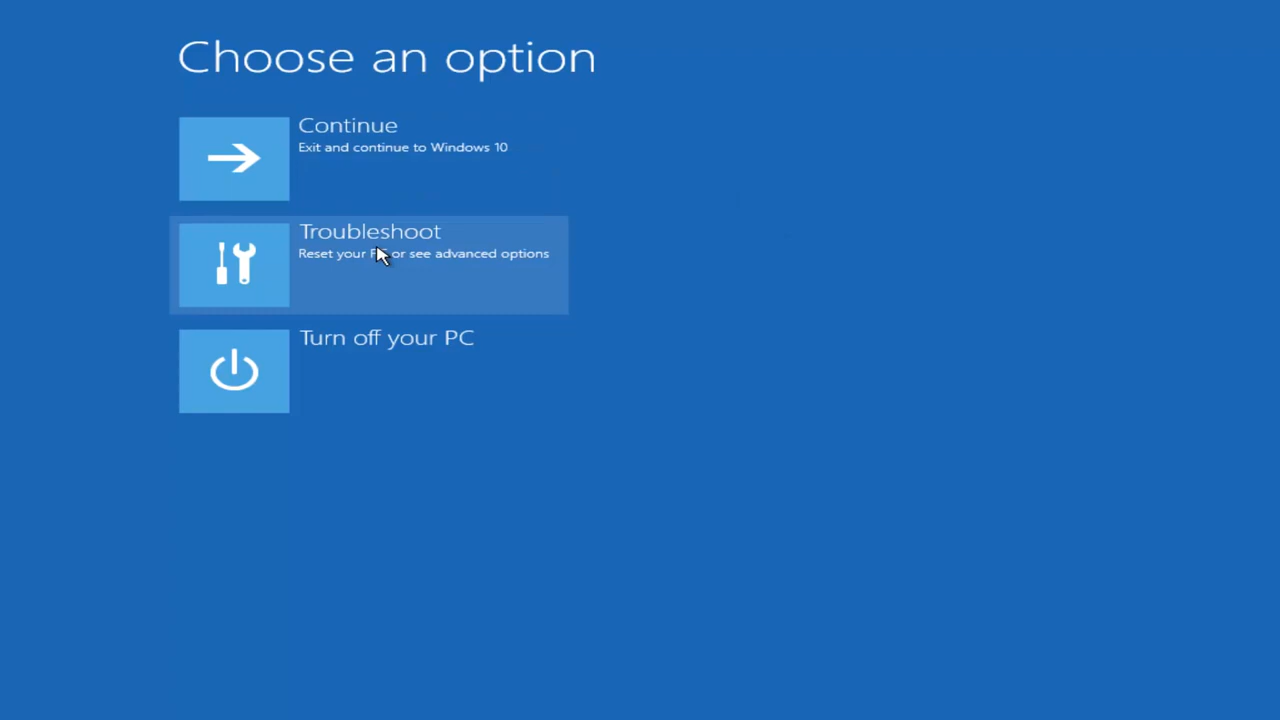 Choose an option
Continue
Exit and continue to Windows 10
Troubleshoot
Reset your PC or see advanced options
Turn off your PC